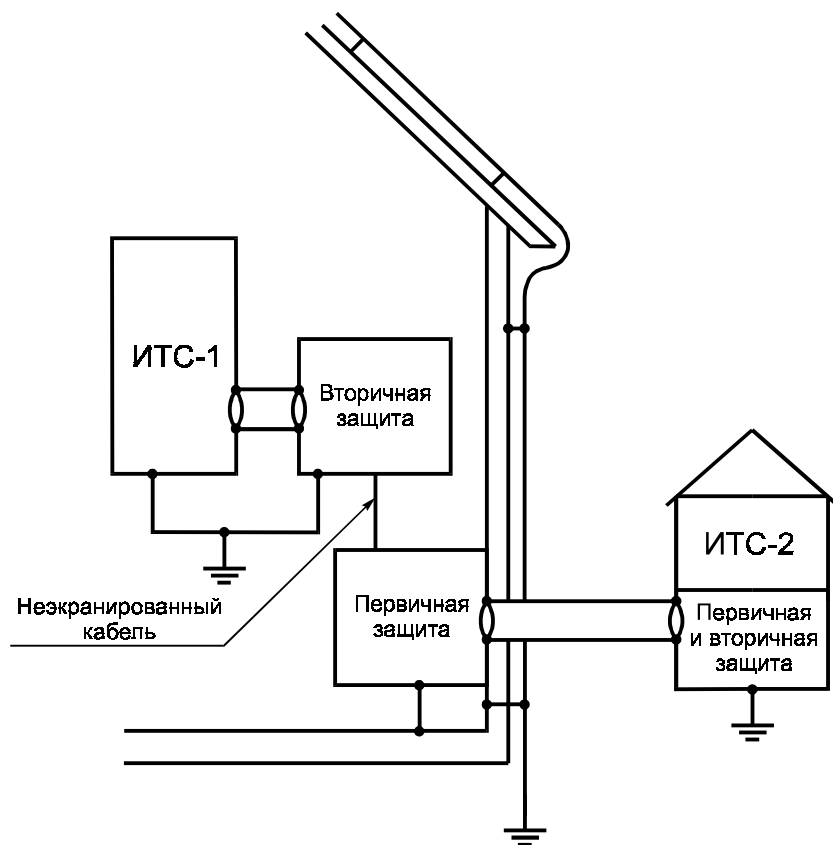 ИТС-1
Вторичная
защита
ИТС-2
Неэкранированный
кабель
Первичная
защита
Первичная
и вторичная
защита